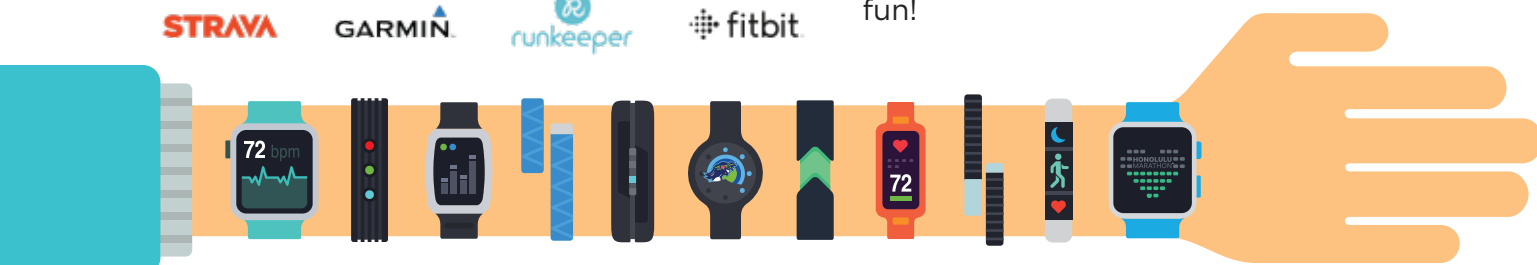 fun!
STRAVA
GARMIN
R
runkeeper
fitbit
72 bpm
72
HONOLULU
MARATHON